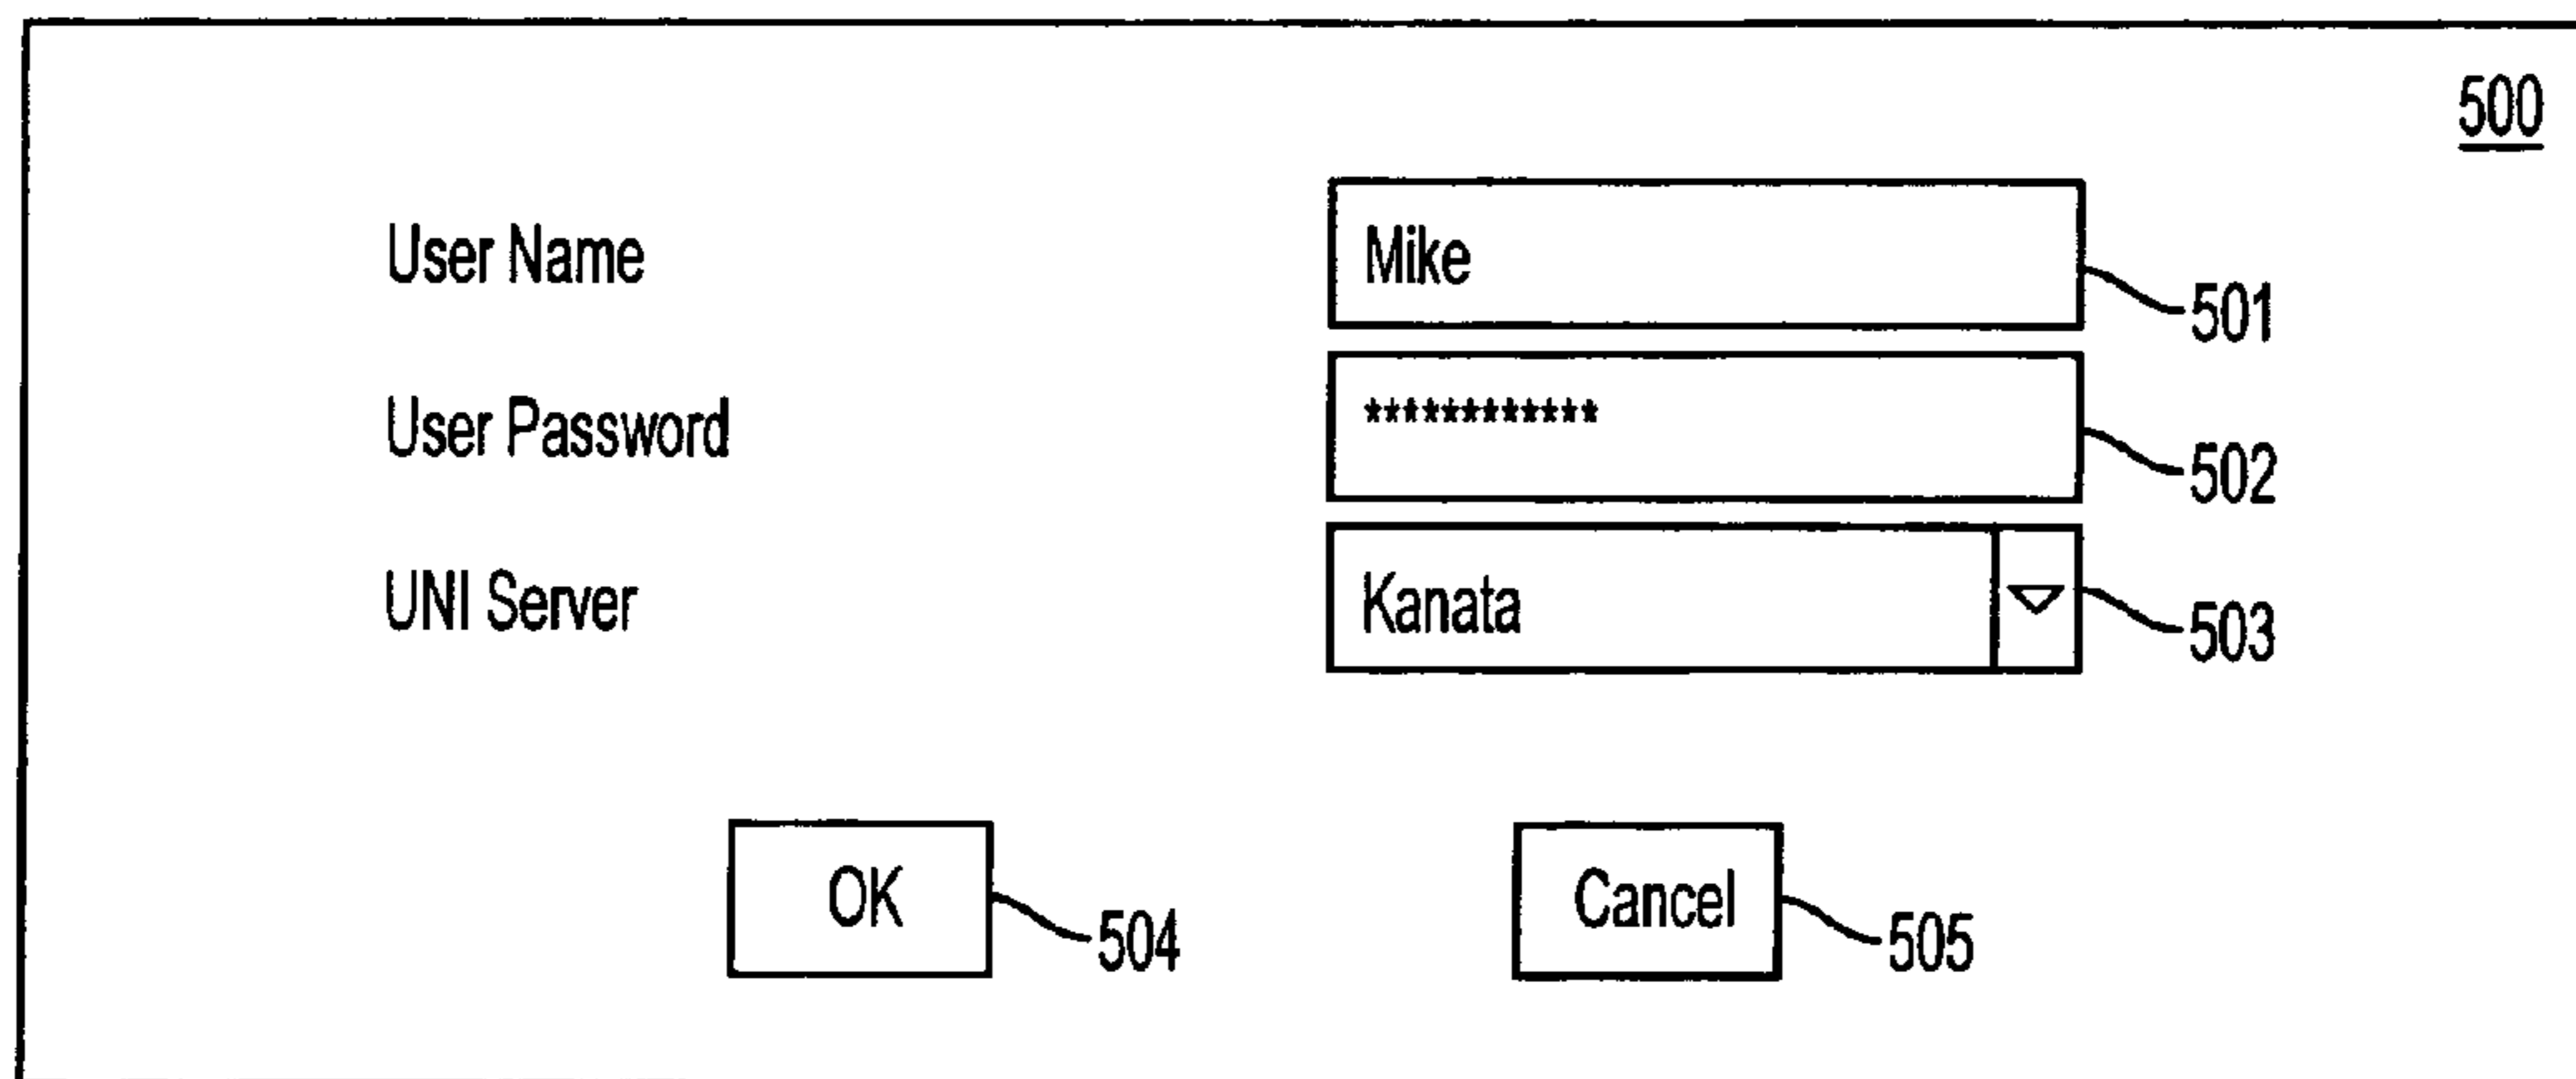 500
User Name Mike
501
User Password ************
502
UNI Server Kanata
503
OK 504 Cancel 505